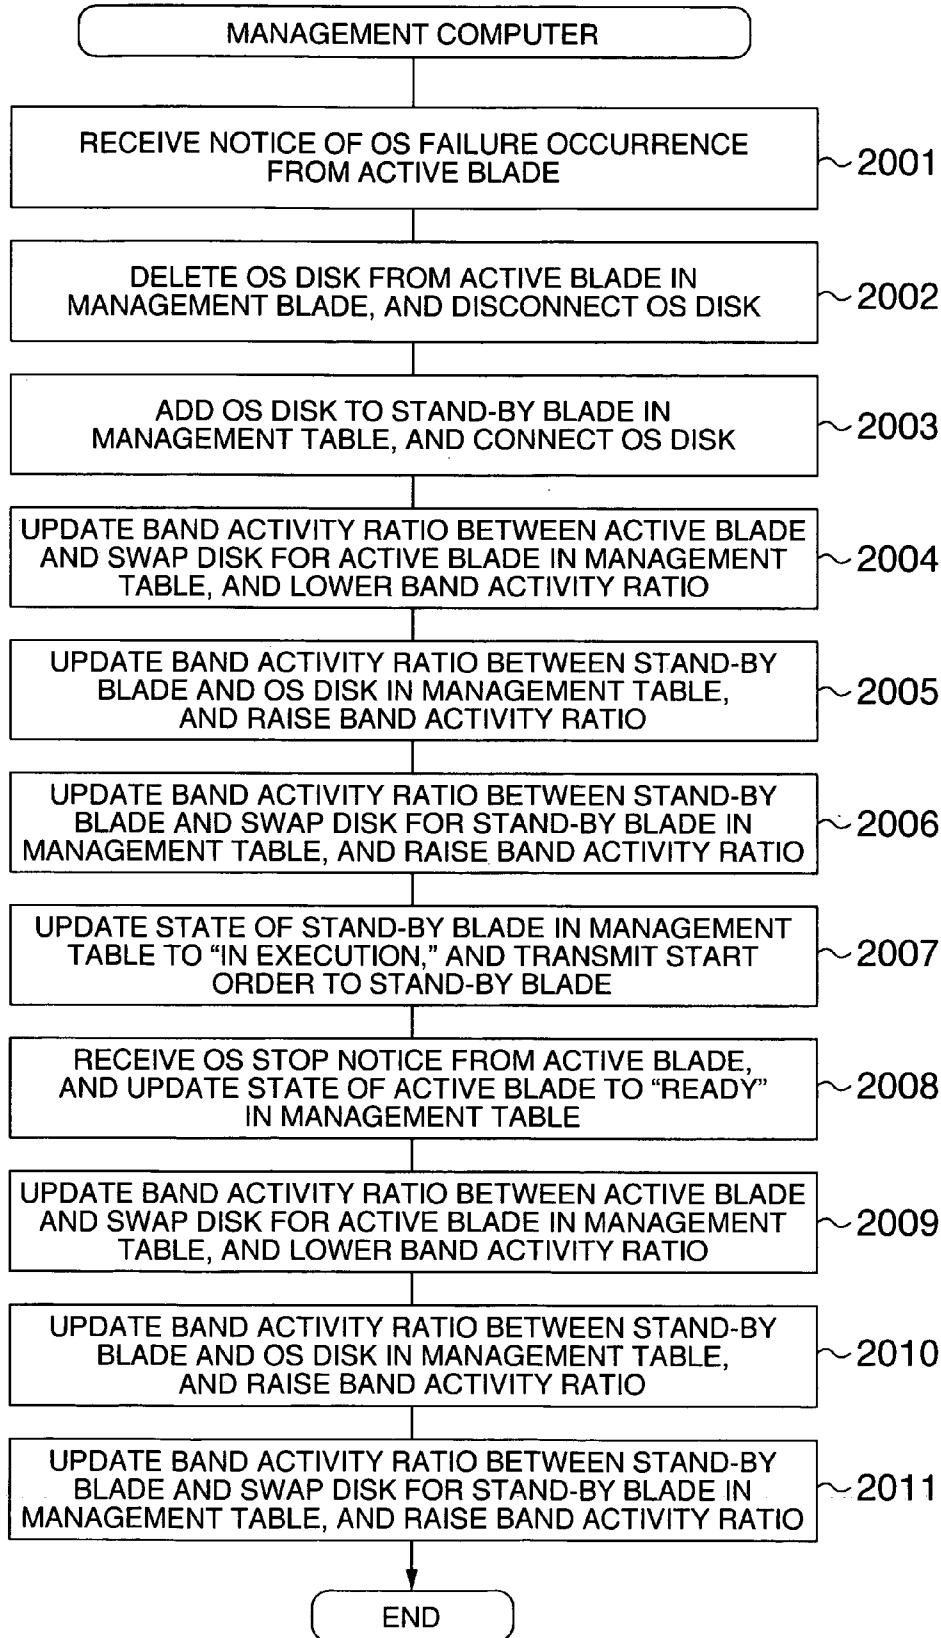 MANAGEMENT COMPUTER
RECEIVE NOTICE OF OS FAILURE OCCURRENCE
FROM ACTIVE BLADE
2001
DELETE OS DISK FROM ACTIVE BLADE IN
MANAGEMENT BLADE, AND DISCONNECT OS DISK
2002
ADD OS DISK TO STAND-BY BLADE IN
MANAGEMENT TABLE, AND CONNECT OS DISK
2003
UPDATE BAND ACTIVITY RATIO BETWEEN ACTIVE BLADE
AND SWAP DISK FOR ACTIVE BLADE IN MANAGEMENT
TABLE, AND LOWER BAND ACTIVITY RATIO
2004
UPDATE BAND ACTIVITY RATIO BETWEEN STAND-BY
BLADE AND OS DISK IN MANAGEMENT TABLE,
AND RAISE BAND ACTIVITY RATIO
2005
UPDATE BAND ACTIVITY RATIO BETWEEN STAND-BY
BLADE AND SWAP DISK FOR STAND-BY BLADE IN
MANAGEMENT TABLE, AND RAISE BAND ACTIVITY RATIO
2006
UPDATE STATE OF STAND-BY BLADE IN MANAGEMENT
TABLE TO “IN EXECUTION,” AND TRANSMIT START
ORDER TO STAND-BY BLADE
2007
RECEIVE OS STOP NOTICE FROM ACTIVE BLADE,
AND UPDATE STATE OF ACTIVE BLADE TO “READY”
IN MANAGEMENT TABLE
2008
UPDATE BAND ACTIVITY RATIO BETWEEN ACTIVE BLADE
AND SWAP DISK FOR ACTIVE BLADE IN MANAGEMENT
TABLE, AND LOWER BAND ACTIVITY RATIO
2009
UPDATE BAND ACTIVITY RATIO BETWEEN STAND-BY
BLADE AND OS DISK IN MANAGEMENT TABLE,
AND RAISE BAND ACTIVITY RATIO
2010
UPDATE BAND ACTIVITY RATIO BETWEEN STAND-BY
BLADE AND SWAP DISK FOR STAND-BY BLADE IN
MANAGEMENT TABLE, AND RAISE BAND ACTIVITY RATIO
2011
END